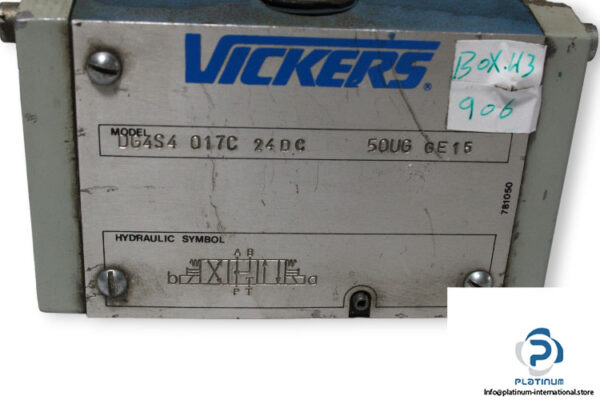 VICKERS®
BOX.43
906
MODEL
DG4S4 017C 24DC 50UG GE15
781050
HYDRAULIC SYMBOL
A B
b a
P T
PLATINUM
Info@platinum-international.store